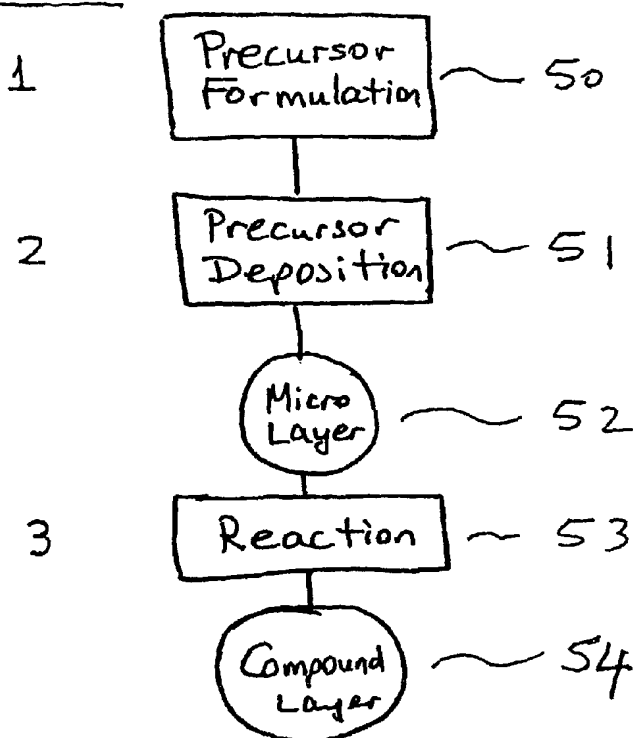 1
Precursor
Formulation
50
2
Precursor
Deposition
51
Micro
Layer
52
3
Reaction
53
Compound
Layer
54